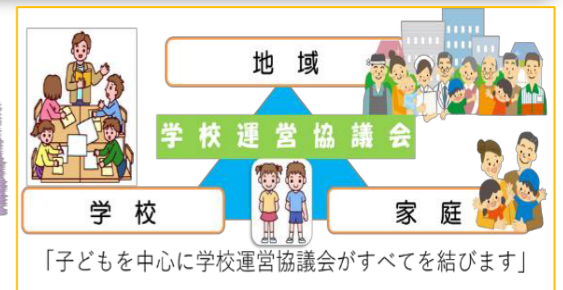 地域
学校運営協議会
学校
家庭
「子どもを中心に学校運営協議会がすべてを結びます」